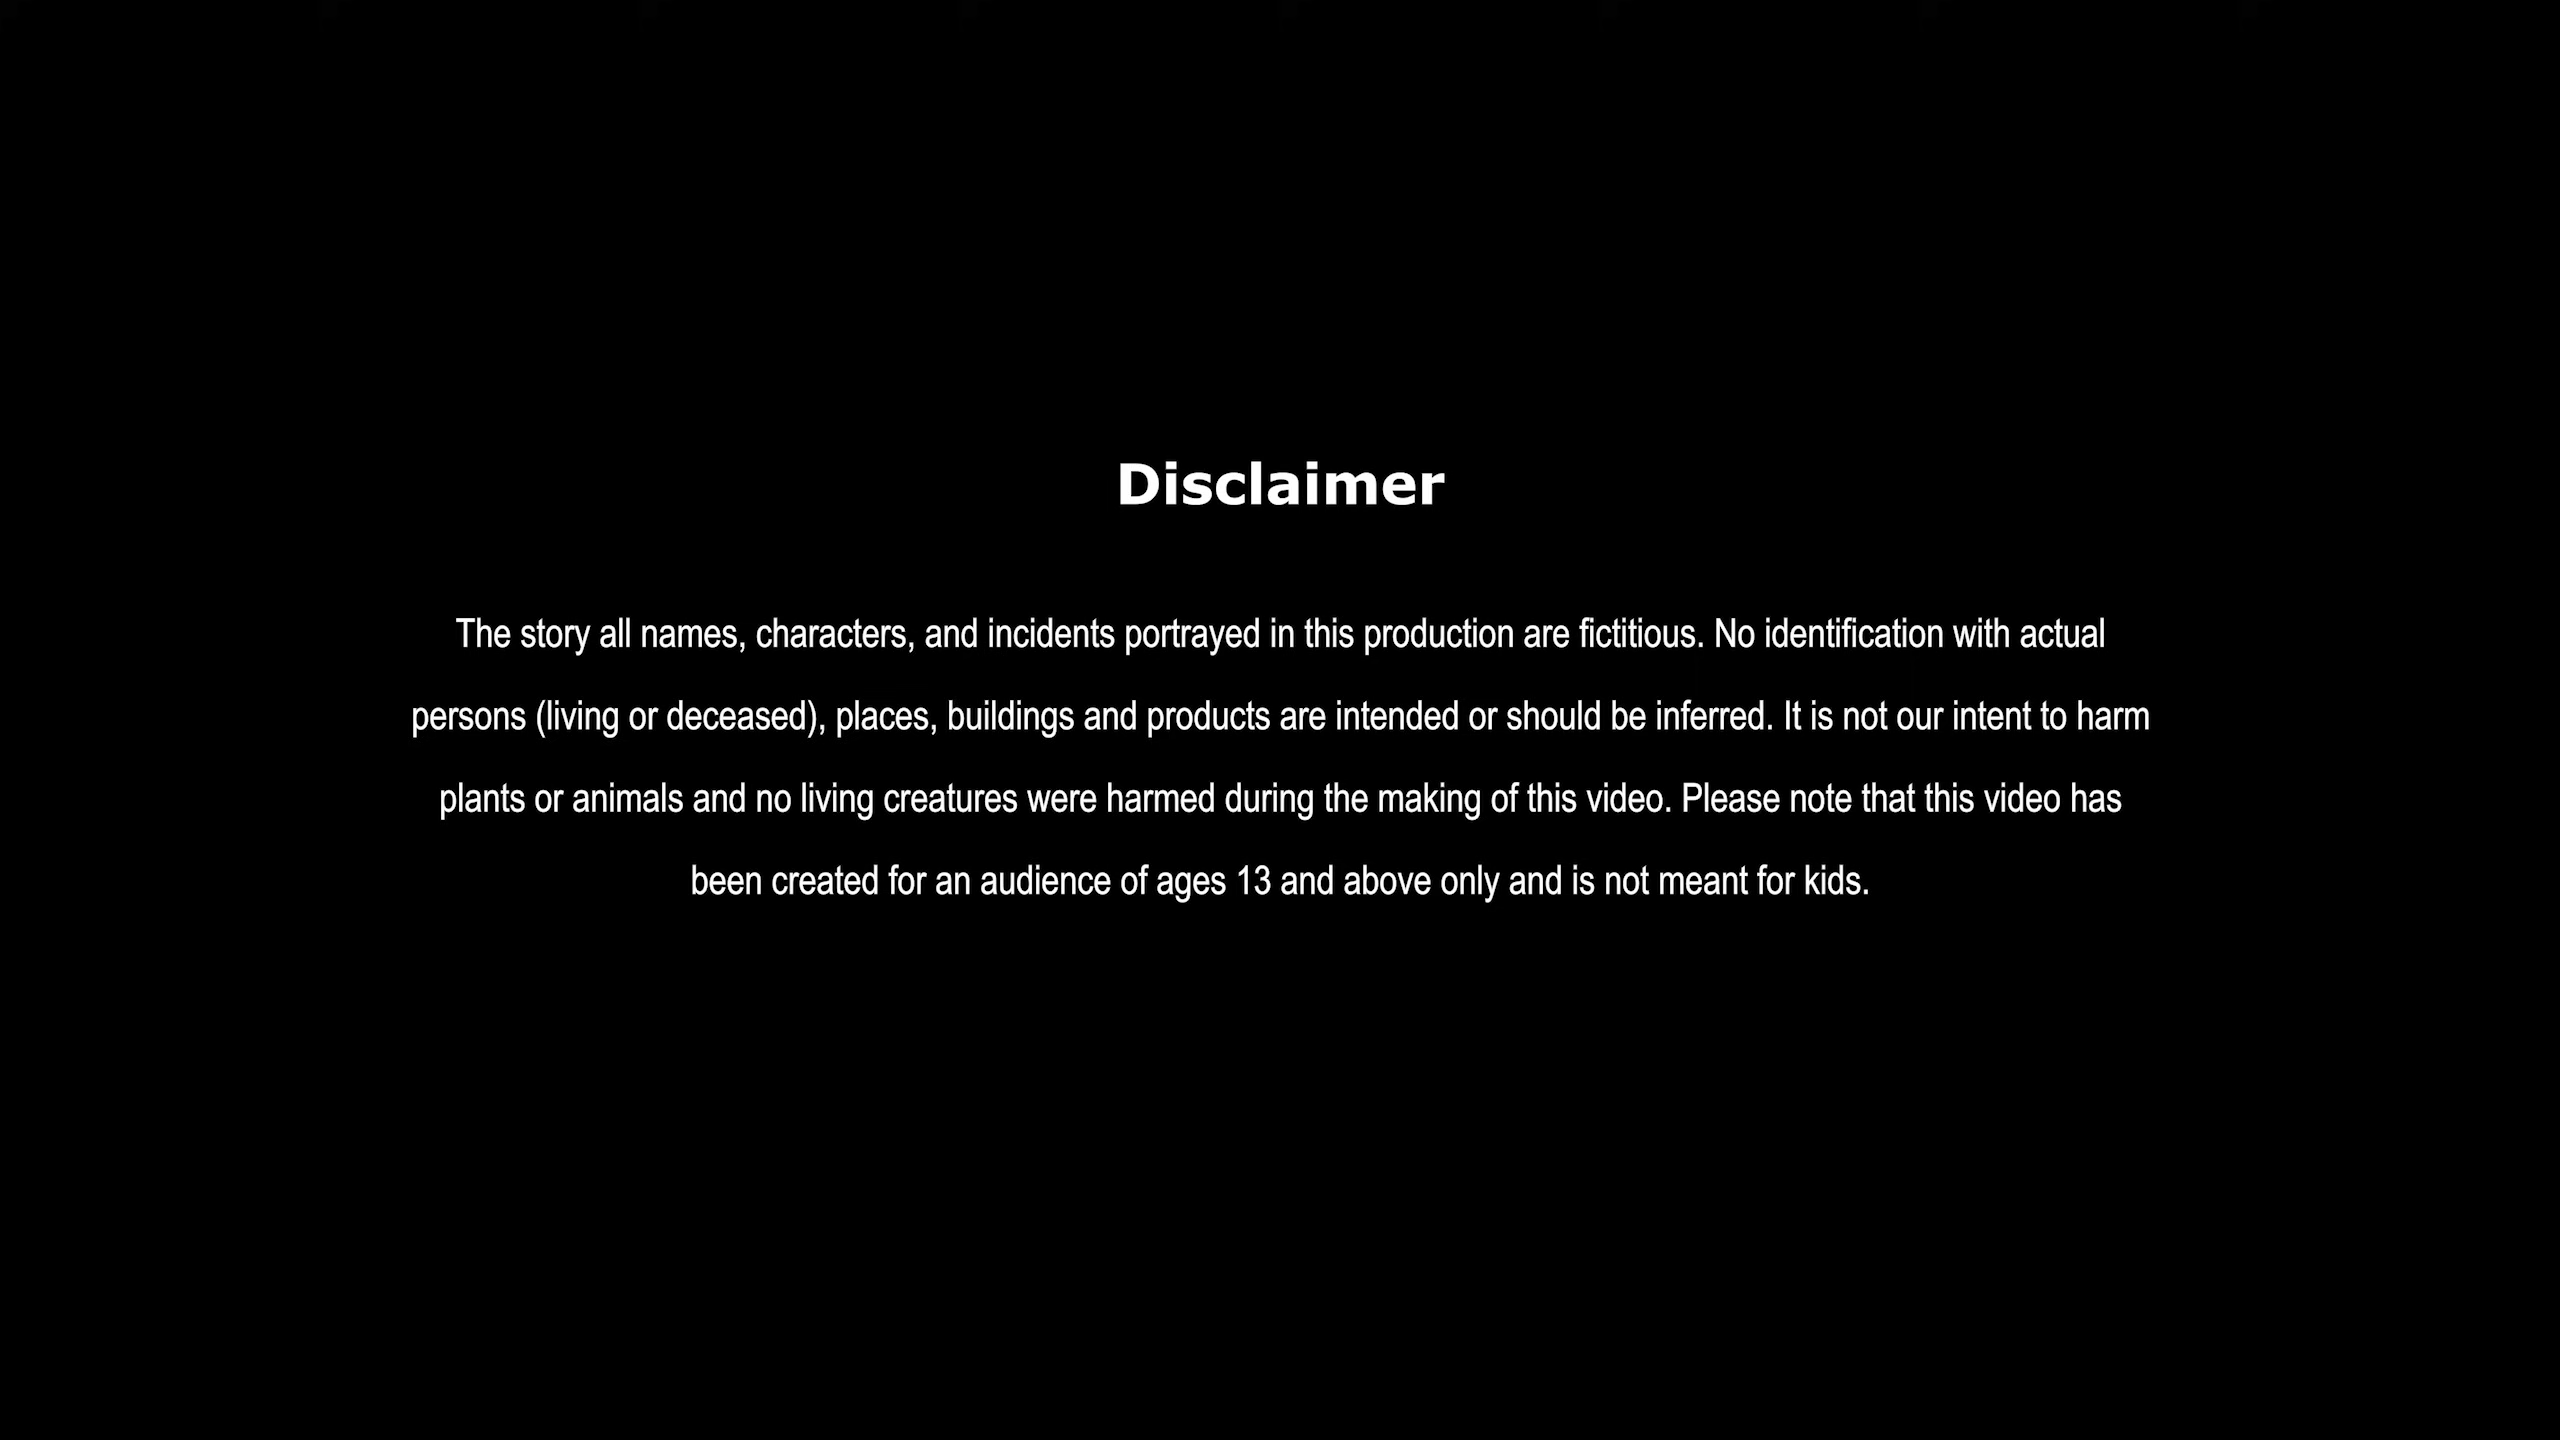 Disclaimer
The story all names, characters, and incidents portrayed in this production are fictitious. No identification with actual
persons (living or deceased), places, buildings and products are intended or should be inferred. It is not our intent to harm
plants or animals and no living creatures were harmed during the making of this video. Please note that this video has
been created for an audience of ages 13 and above only and is not meant for kids.